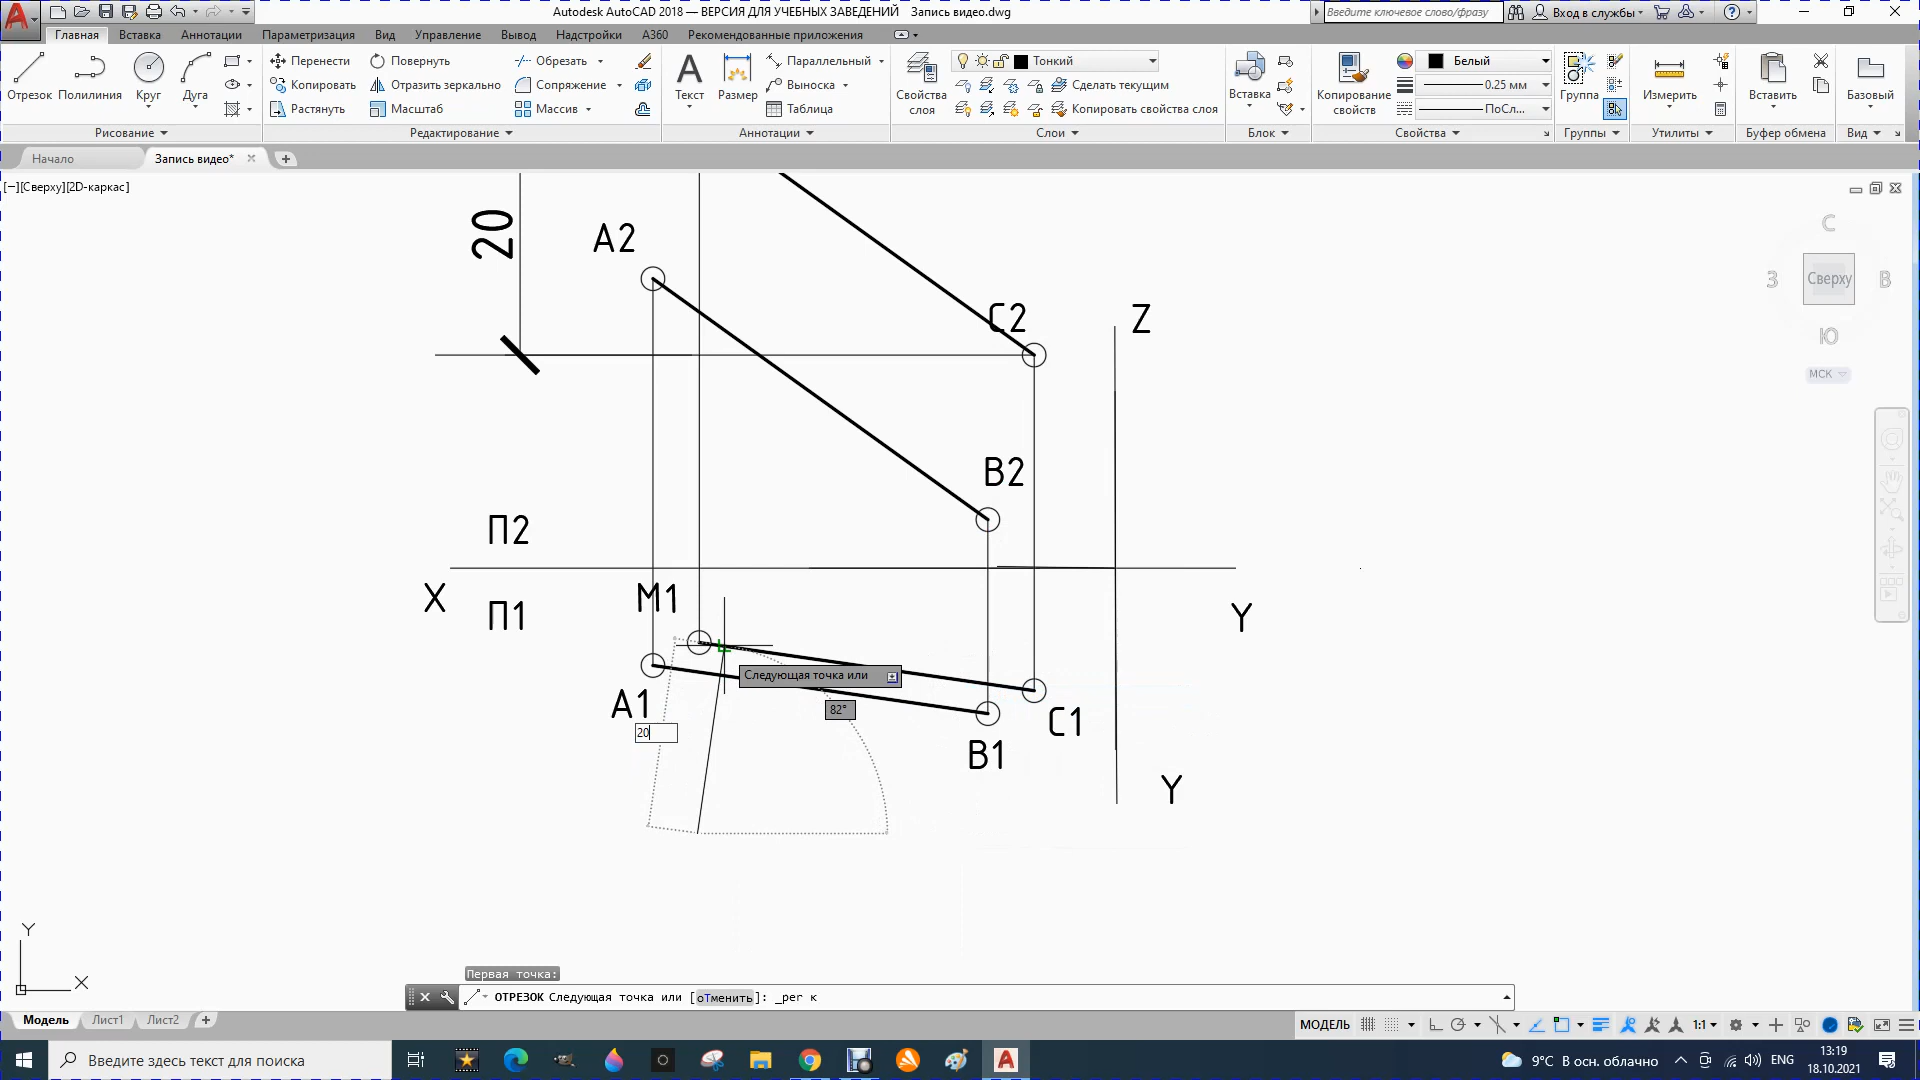 Autodesk AutoCAD 2018 — ВЕРСИЯ ДЛЯ УЧЕБНЫХ ЗАВЕДЕНИЙ Запись видео.dwg
Введите ключевое слово/фразу
Вход в службы
Главная Вставка Аннотации Параметризация Вид Управление Вывод Надстройки A360 Рекомендованные приложения
Отрезок Полилиния Круг Дуга
Перенести Повернуть Обрезать
Копировать Отразить зеркально Сопряжение
Растянуть Масштаб Массив
Текст Размер
Параллельный
Выноска
Таблица
Свойства слоя
Тонкий
Сделать текущим
Копировать свойства слоя
Вставка
Копирование свойств
Белый
0.25 мм
ПоСл...
Группа Измерить Вставить Базовый
Рисование Редактирование Аннотации Слои Блок Свойства Группы Утилиты Буфер обмена Вид
Начало Запись видео*
[−][Сверху][2D-каркас]
20
A2
C2
Z
B2
П2
X
П1
M1
Y
A1
C1
B1
Y
Следующая точка или
82°
20
С
З Сверху В
Ю
МСК
Y
X
Первая точка:
ОТРЕЗОК Следующая точка или [оТменить]: _per к
Модель Лист1 Лист2
МОДЕЛЬ 1:1
Введите здесь текст для поиска
9°C В осн. облачно
ENG
13:19
18.10.2021